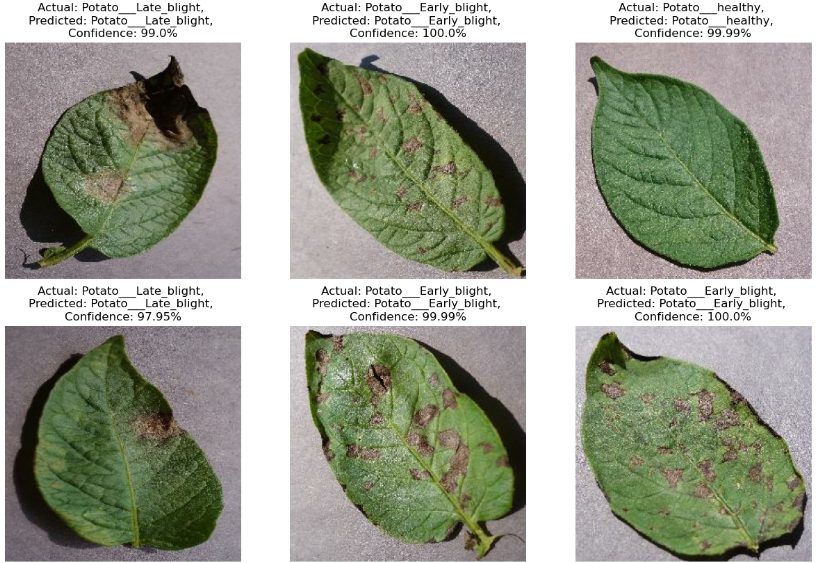 Actual: Potato___Late_blight,
Predicted: Potato___Late_blight,
Confidence: 99.0%
Actual: Potato___Early_blight,
Predicted: Potato___Early_blight,
Confidence: 100.0%
Actual: Potato___healthy,
Predicted: Potato___healthy,
Confidence: 99.99%
Actual: Potato___Late_blight,
Predicted: Potato___Late_blight,
Confidence: 97.95%
Actual: Potato___Early_blight,
Predicted: Potato___Early_blight,
Confidence: 99.99%
Actual: Potato___Early_blight,
Predicted: Potato___Early_blight,
Confidence: 100.0%